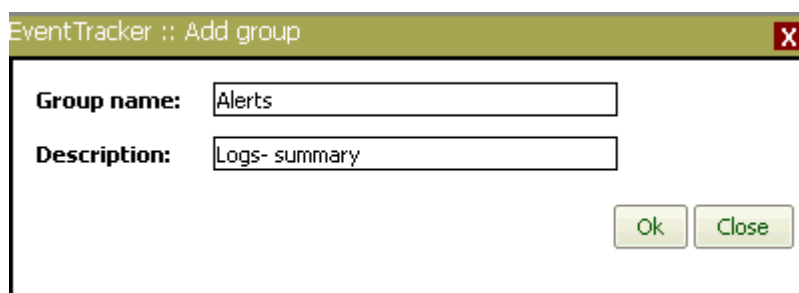 EventTracker :: Add group X
Group name: Alerts
Description: Logs- summary
Ok Close